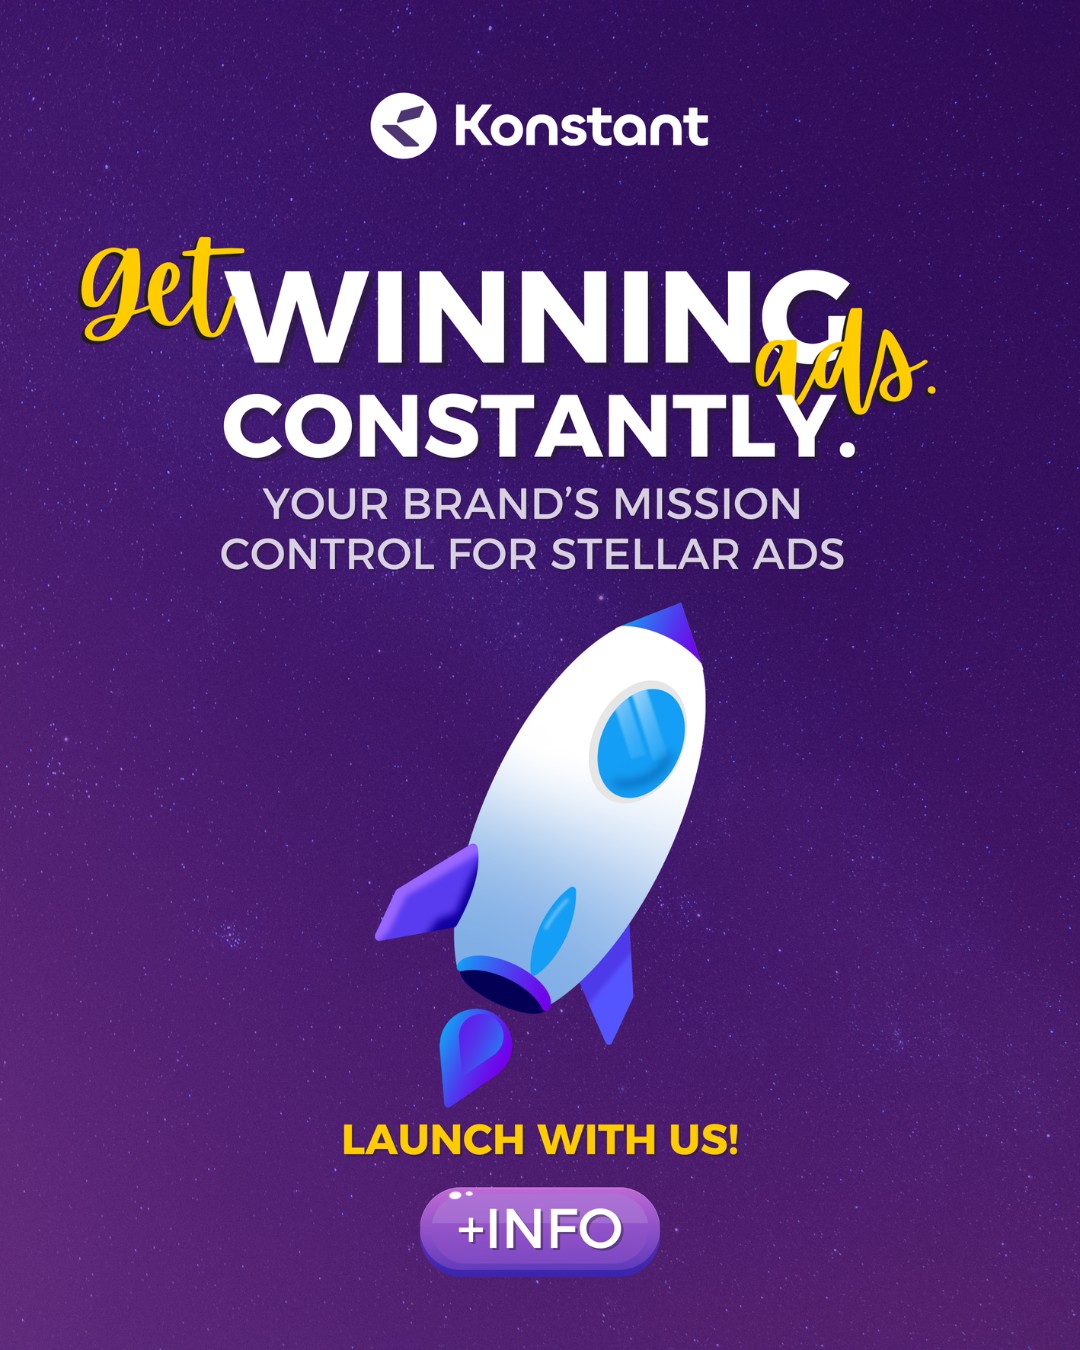 Konstant
get WINNING ads.
CONSTANTLY.
YOUR BRAND’S MISSION
CONTROL FOR STELLAR ADS
LAUNCH WITH US!
+INFO